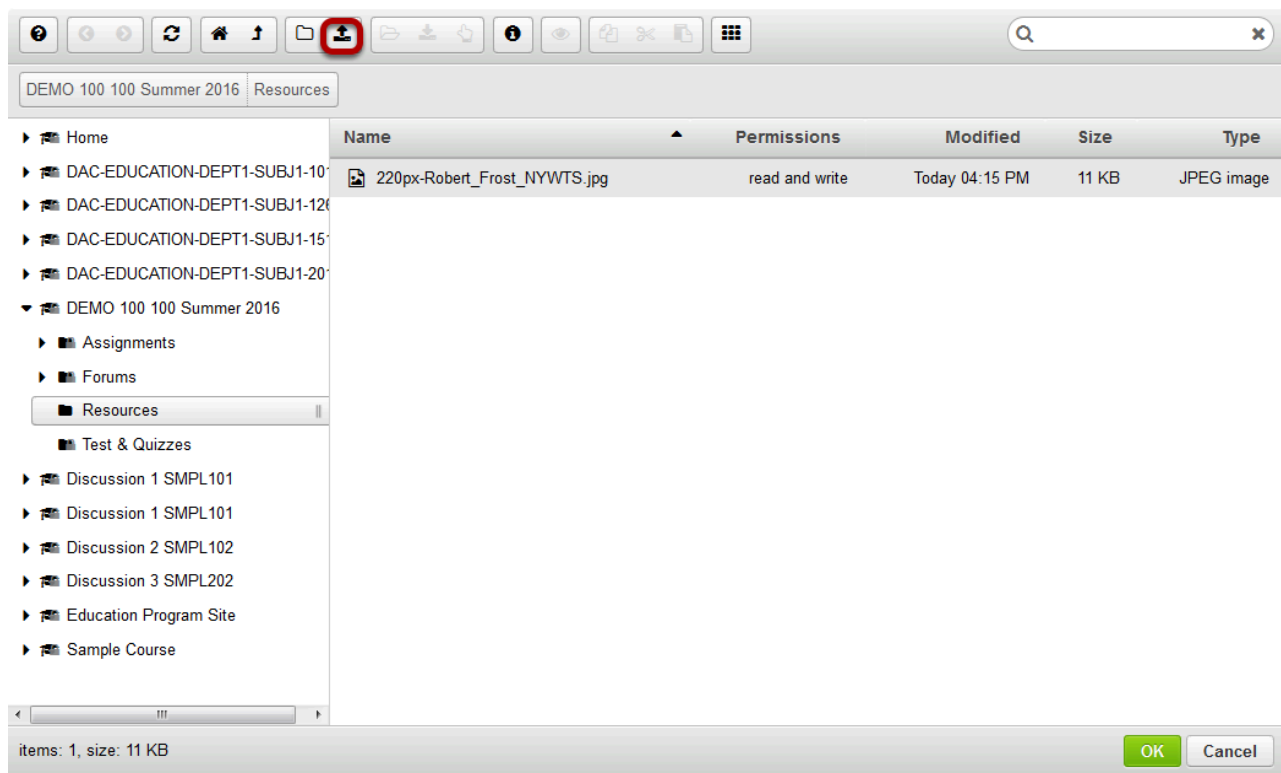 DEMO 100 100 Summer 2016 Resources
Home
DAC-EDUCATION-DEPT1-SUBJ1-101
DAC-EDUCATION-DEPT1-SUBJ1-126
DAC-EDUCATION-DEPT1-SUBJ1-151
DAC-EDUCATION-DEPT1-SUBJ1-201
DEMO 100 100 Summer 2016
Assignments
Forums
Resources
Test & Quizzes
Discussion 1 SMPL101
Discussion 1 SMPL101
Discussion 2 SMPL102
Discussion 3 SMPL202
Education Program Site
Sample Course
Name Permissions Modified Size Type
220px-Robert_Frost_NYWTS.jpg read and write Today 04:15 PM 11 KB JPEG image
items: 1, size: 11 KB
OK Cancel